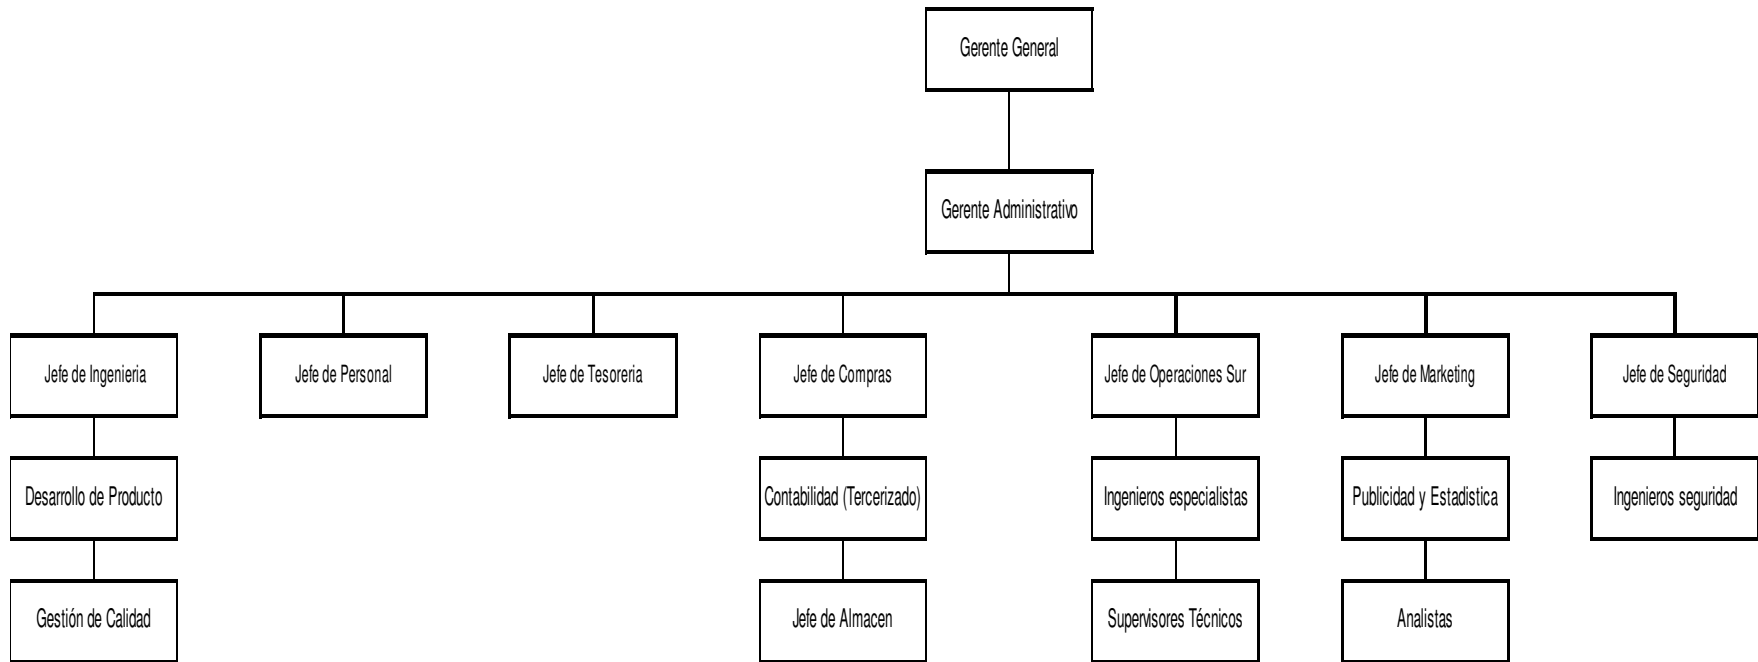 Gerente General
Gerente Administrativo
Jefe de Ingenieria
Jefe de Personal
Jefe de Tesoreria
Jefe de Compras
Jefe de Operaciones Sur
Jefe de Marketing
Jefe de Seguridad
Desarrollo de Producto
Contabilidad (Tercerizado)
Ingenieros especialistas
Publicidad y Estadistica
Ingenieros seguridad
Gestión de Calidad
Jefe de Almacen
Supervisores Técnicos
Analistas